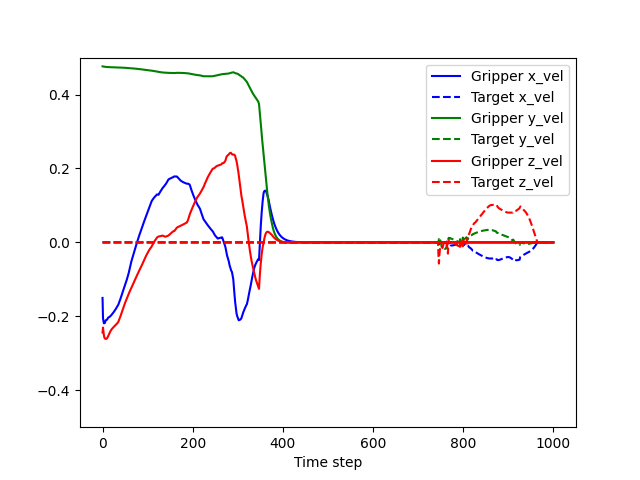 Gripper x_vel
Target x_vel
Gripper y_vel
Target y_vel
Gripper z_vel
Target z_vel
0.4
0.2
0.0
−0.2
−0.4
0 200 400 600 800 1000
Time step